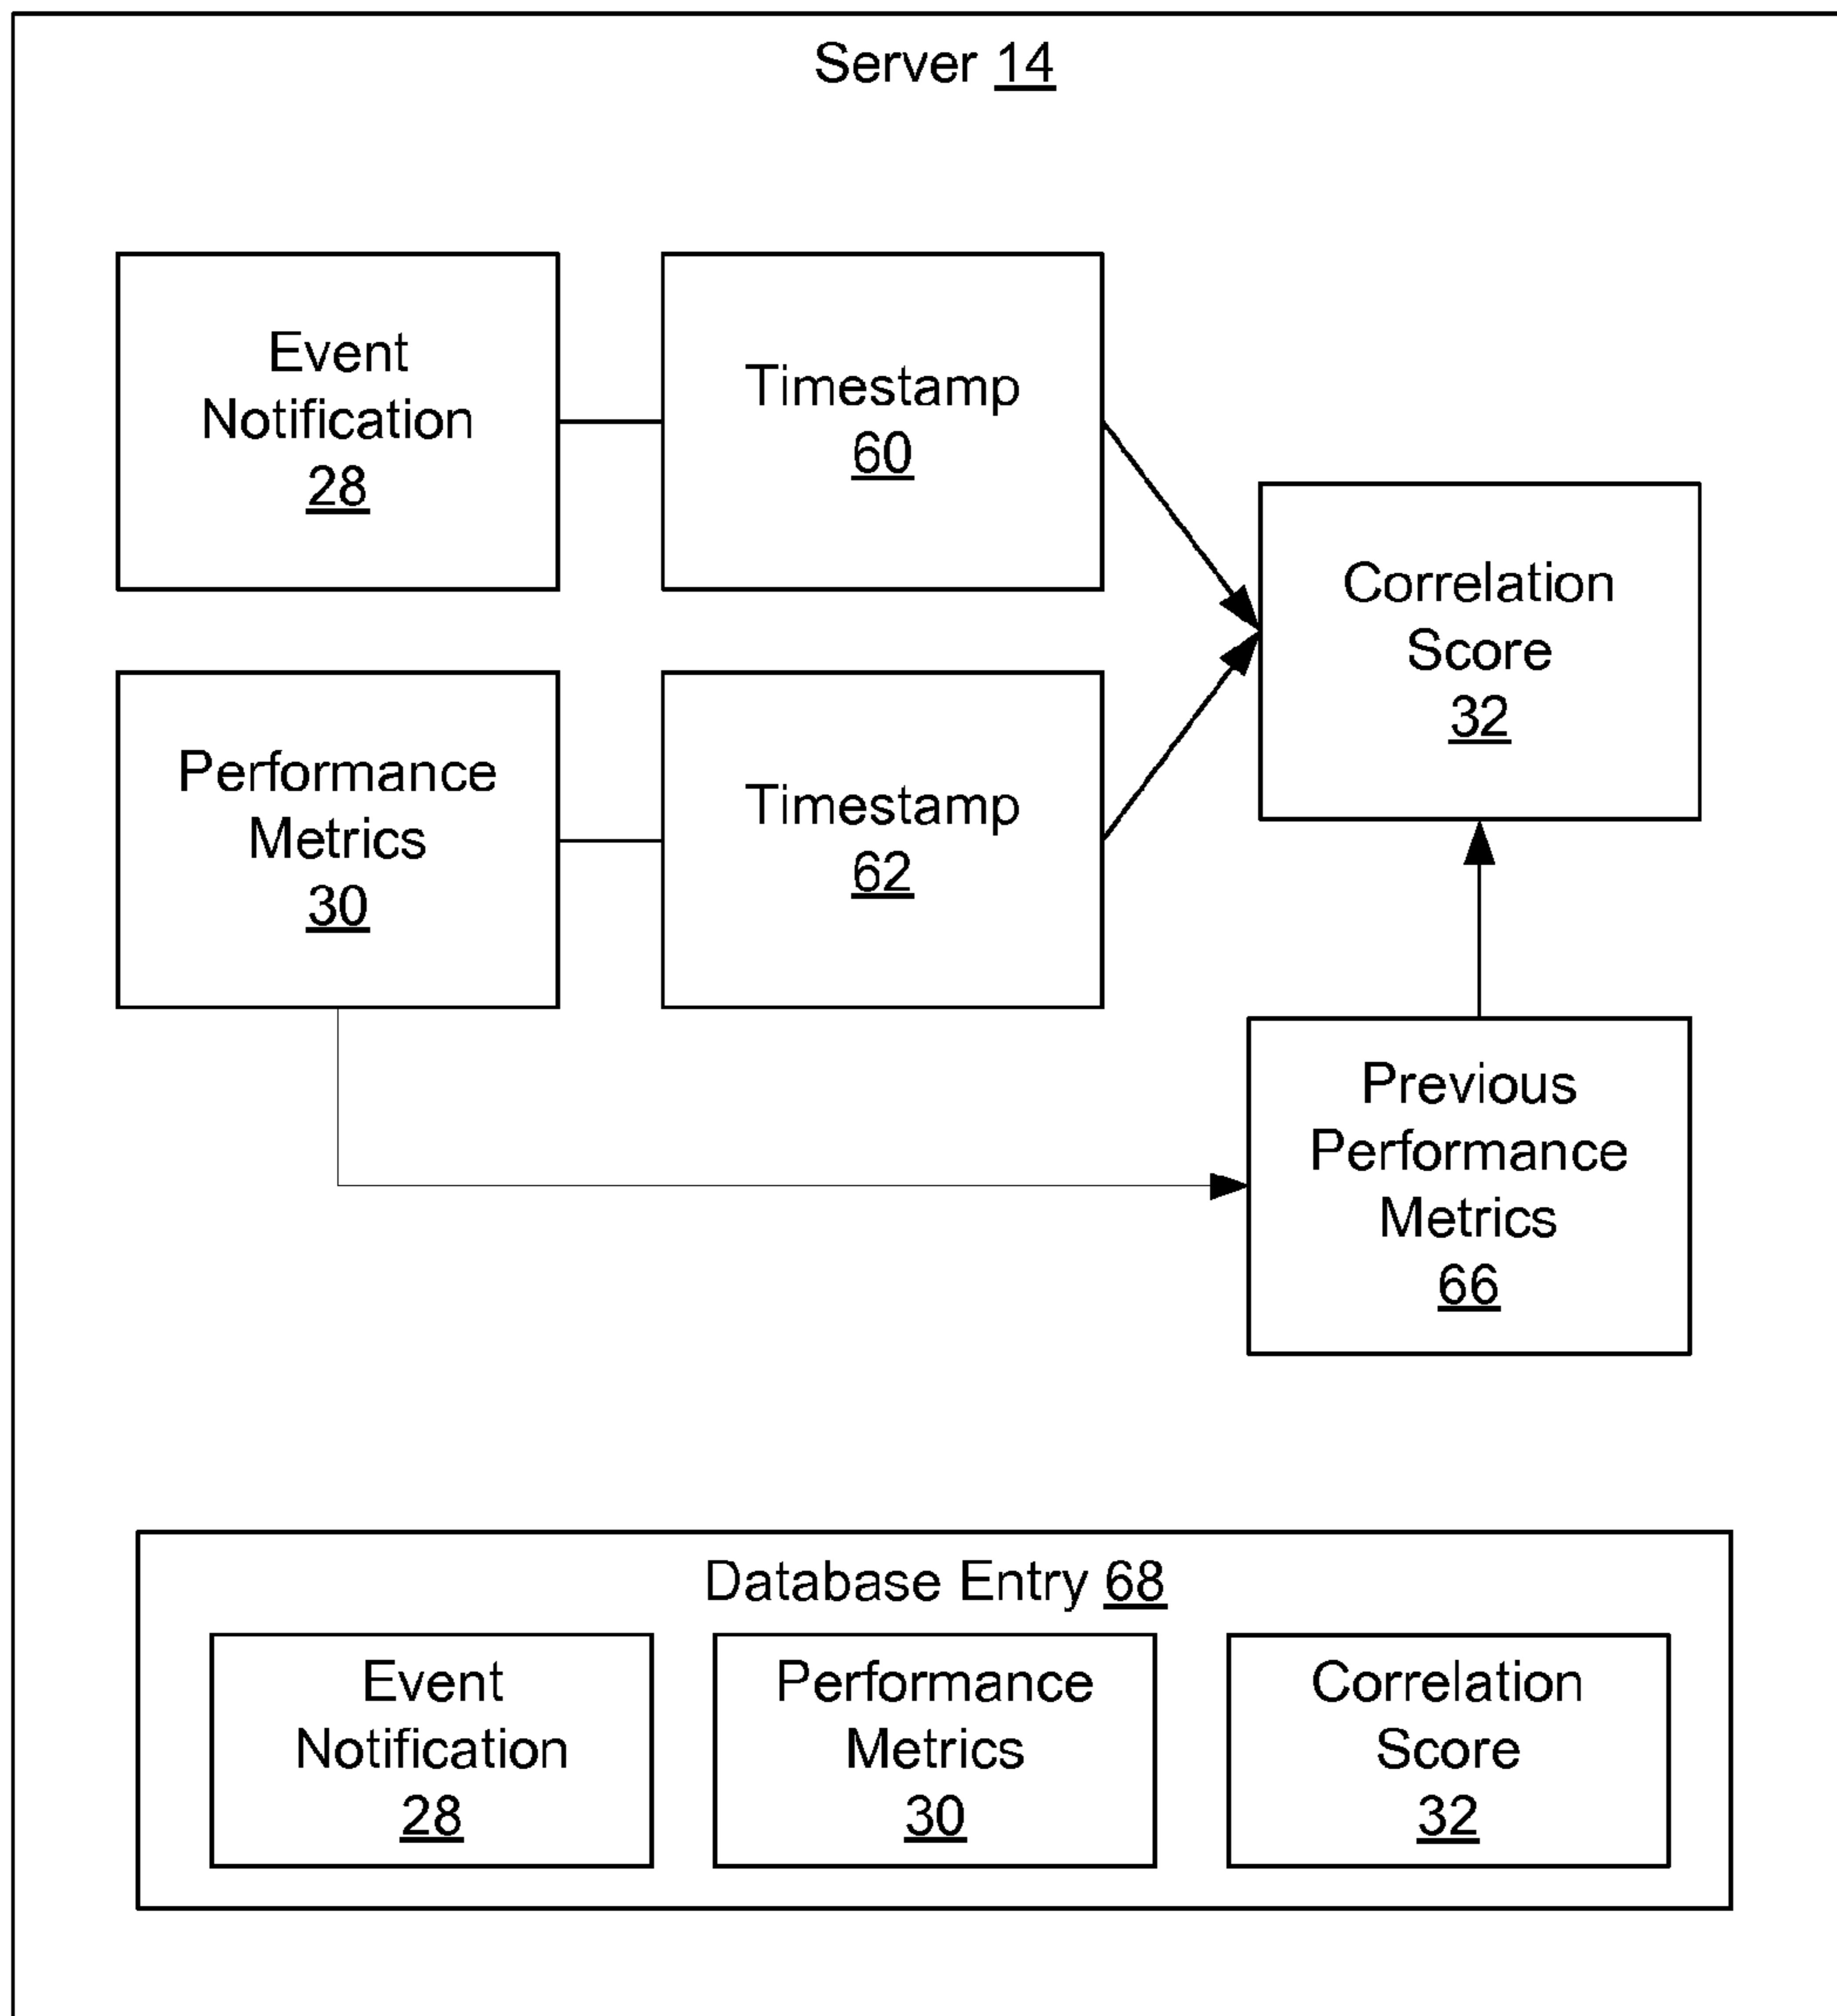 Server 14
Event
Notification
28
Timestamp
60
Correlation
Score
32
Performance
Metrics
30
Timestamp
62
Previous
Performance
Metrics
66
Database Entry 68
Event
Notification
28
Performance
Metrics
30
Correlation
Score
32